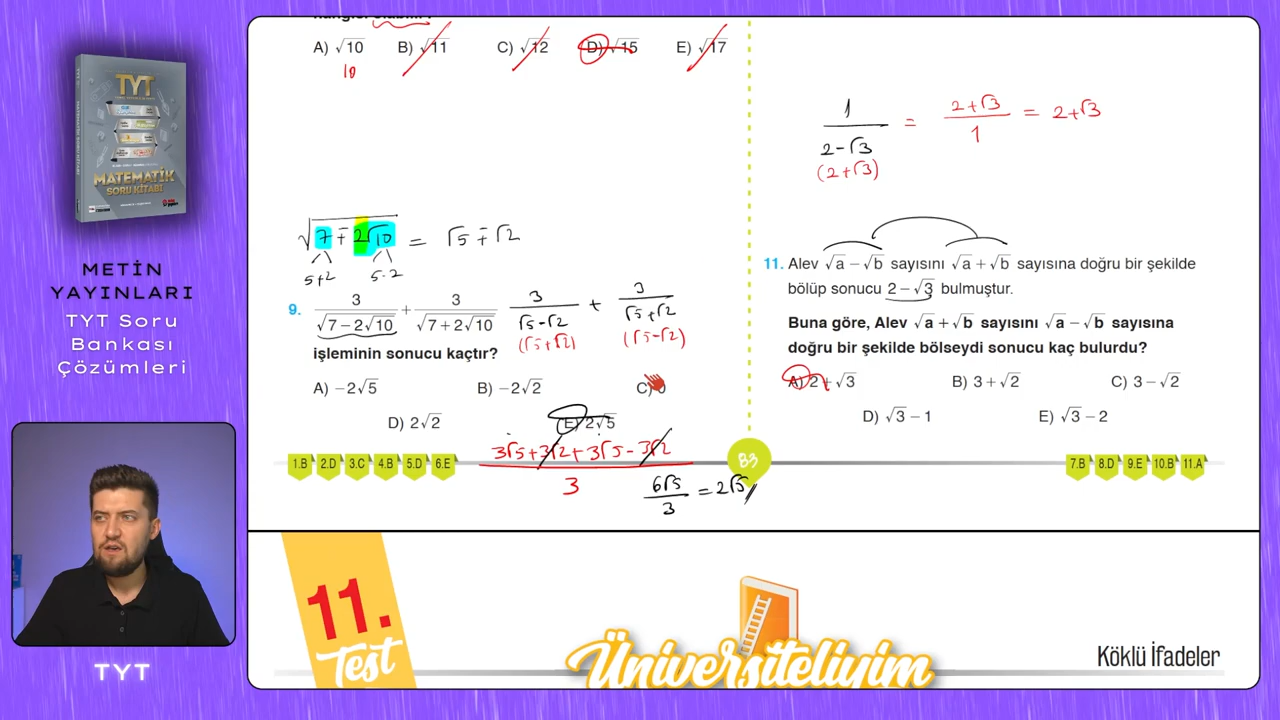 TYT
MATEMATİK
SORU KİTABI
METİN
YAYINLARI
TYT Soru
Bankası
Çözümleri
TYT
A) √10 B) √11 C) √12 D) √15 E) √17
10
√(7 ∓ 2√10) = √5 ∓ √2
5+2 5·2
9. 3/√(7 − 2√10) + 3/√(7 + 2√10)
3/(√5−√2) + 3/(√5+√2)
(√5+√2) (√5−√2)
işleminin sonucu kaçtır?
A) −2√5 B) −2√2 C) 0
D) 2√2 E) 2√5
(3√5+3√2+3√5−3√2)/3
6√5/3 = 2√5
1.B 2.D 3.C 4.B 5.D 6.E
83
1/(2−√3) = (2+√3)/1 = 2+√3
(2+√3)
11. Alev √a − √b sayısını √a + √b sayısına doğru bir şekilde
bölüp sonucu 2 − √3 bulmuştur.
Buna göre, Alev √a + √b sayısını √a − √b sayısına
doğru bir şekilde bölseydi sonucu kaç bulurdu?
A) 2 + √3 B) 3 + √2 C) 3 − √2
D) √3 − 1 E) √3 − 2
7.B 8.D 9.E 10.B 11.A
11.
Test
Üniversiteliyim
Köklü İfadeler